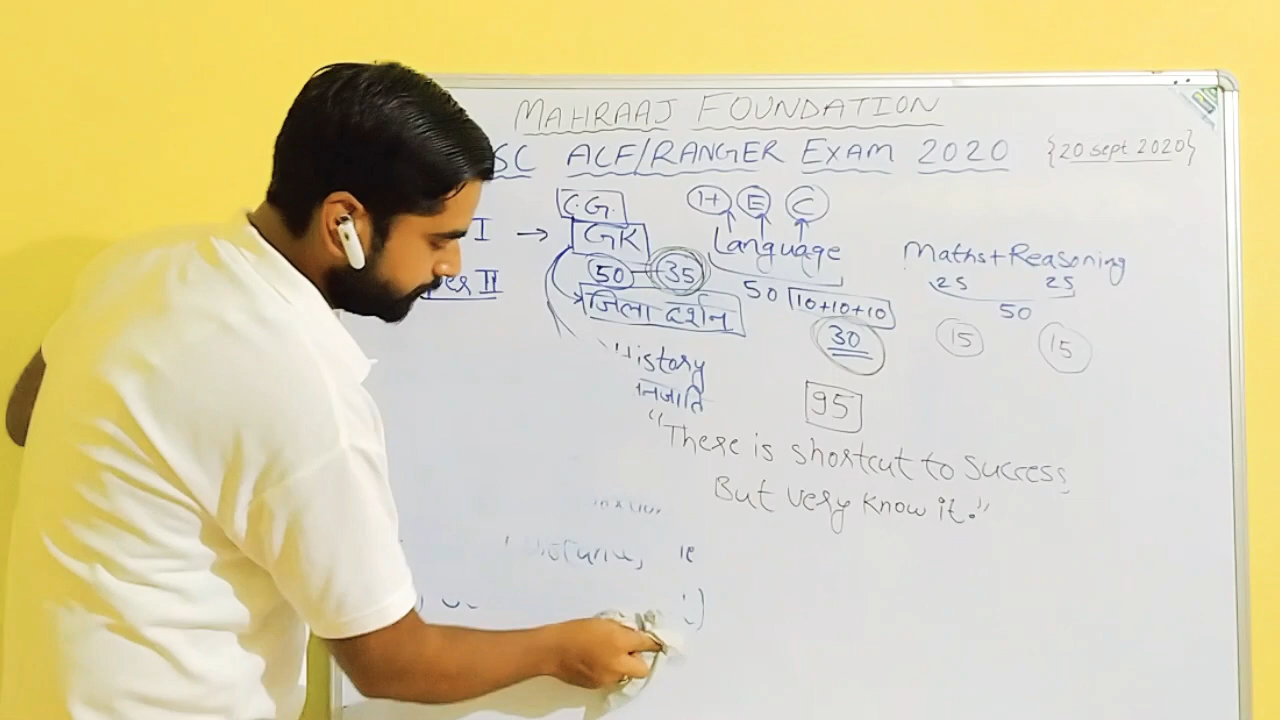 MAHRAAJ FOUNDATION
SC ACF/RANGER EXAM 2020 {20 sept 2020}
C.G. H E C
I → GK Language Maths+Reasoning
50 35 25 25
II जिला दर्शन 50 10+10+10 50
30 15 15
History
नजाति 95
"There is shortcut to success
But very know it."